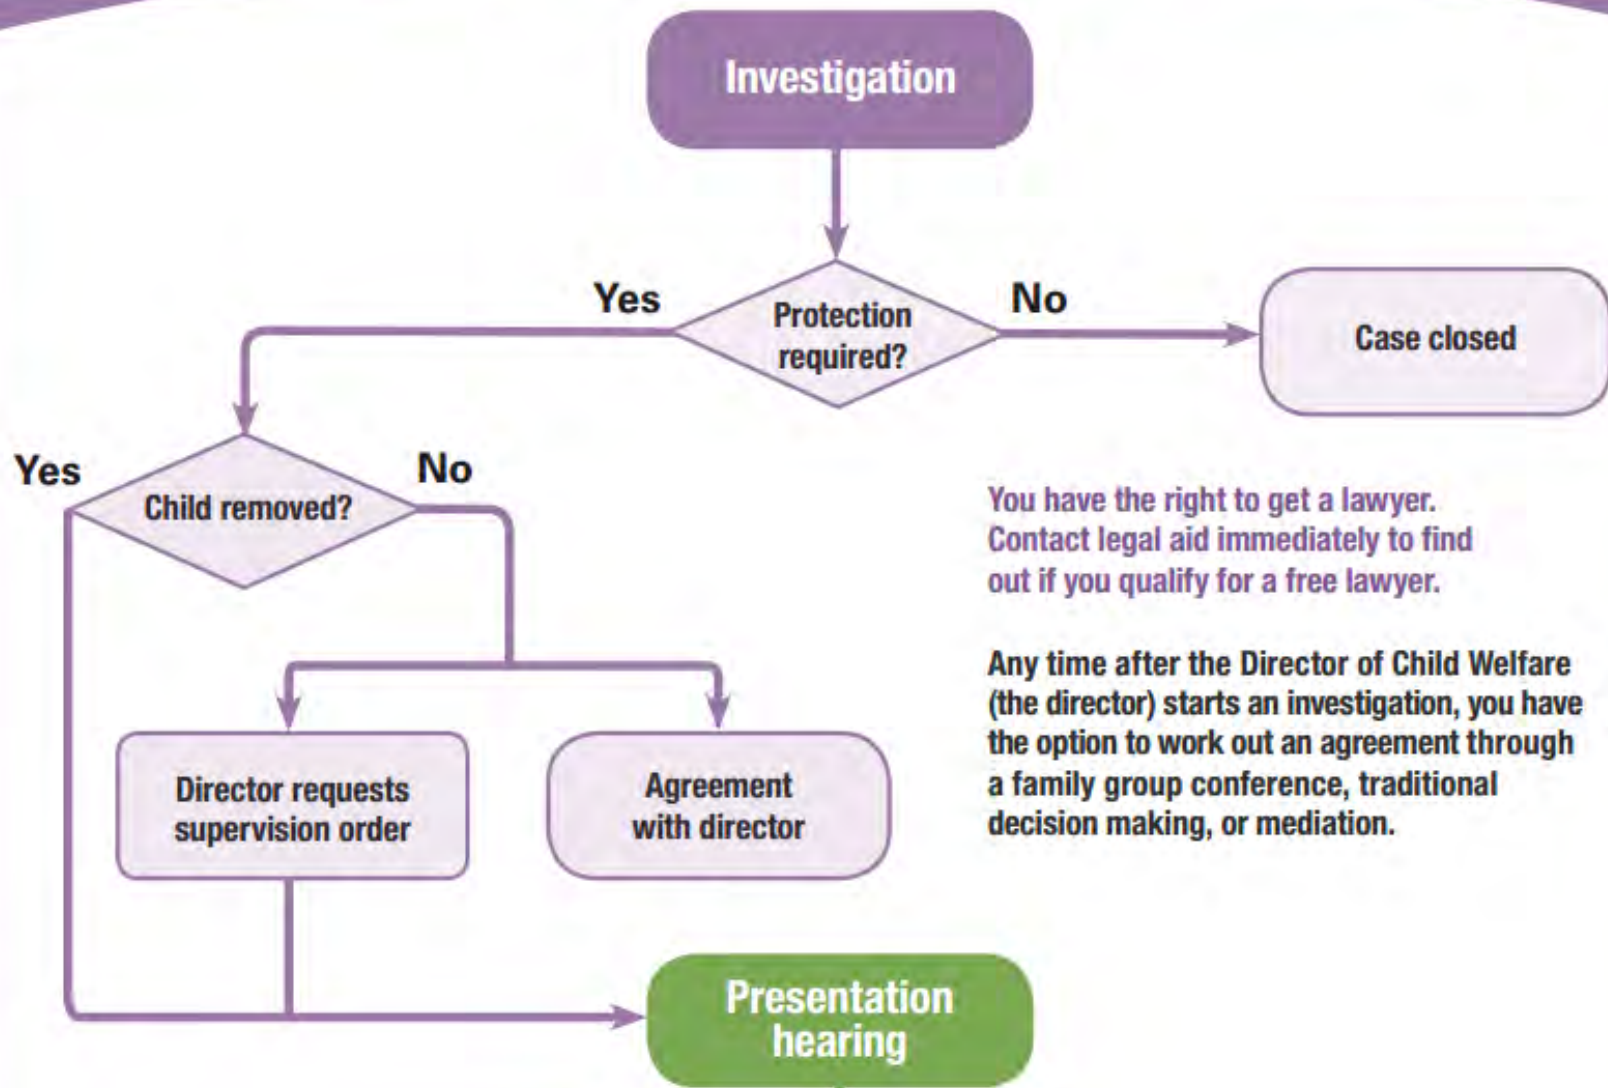 Investigation
Yes
Protection
required?
No
Case closed
Yes
Child removed?
No
You have the right to get a lawyer.
Contact legal aid immediately to find
out if you qualify for a free lawyer.
Any time after the Director of Child Welfare
(the director) starts an investigation, you have
the option to work out an agreement through
a family group conference, traditional
decision making, or mediation.
Director requests
supervision order
Agreement
with director
Presentation
hearing